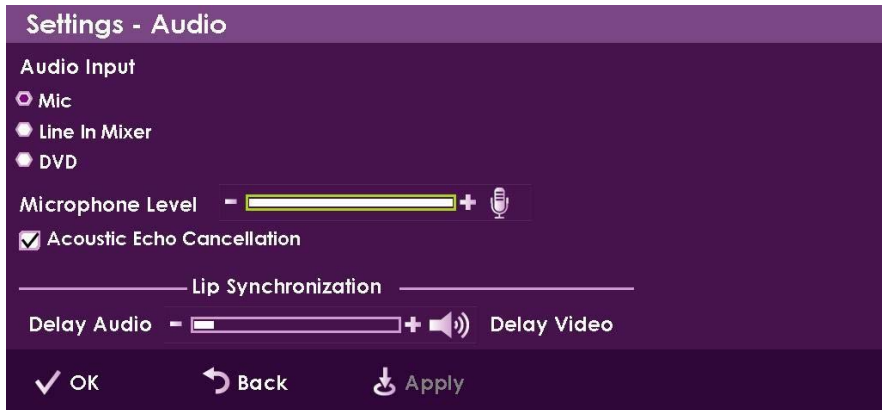 Settings - Audio
Audio Input
Mic
Line In Mixer
DVD
Microphone Level - +
Acoustic Echo Cancellation
Lip Synchronization
Delay Audio - + Delay Video
OK Back Apply